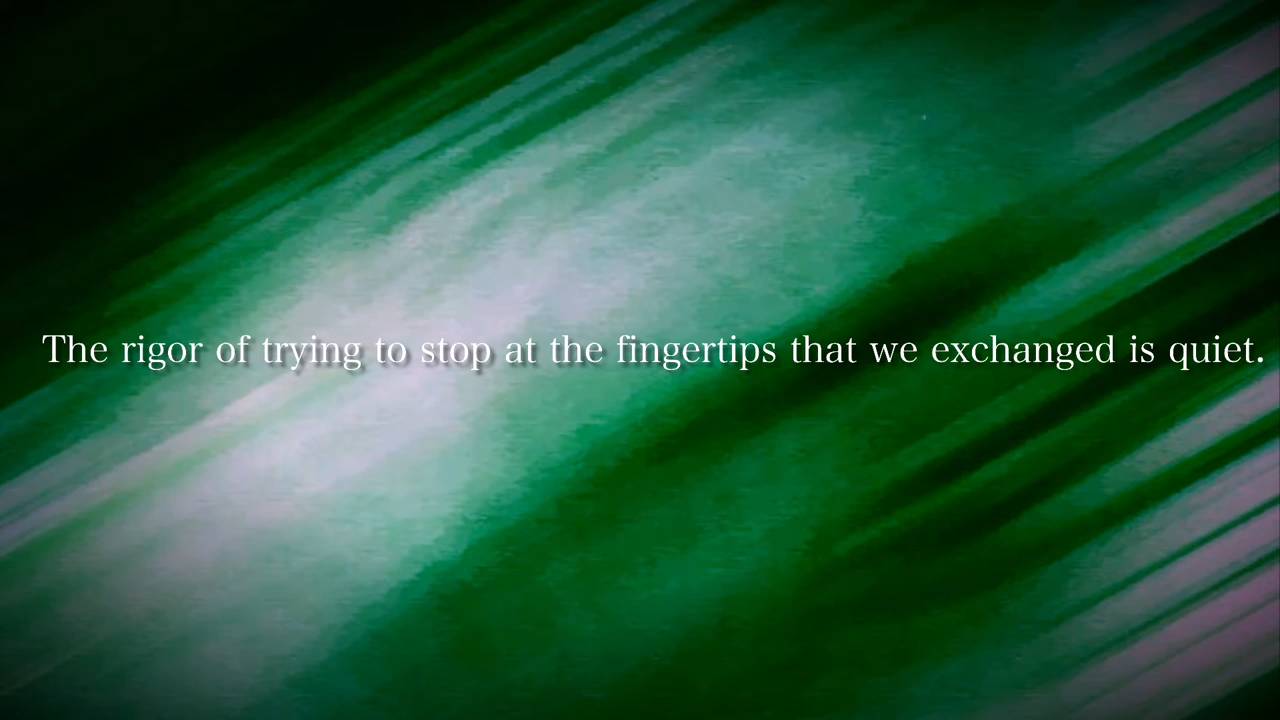 The rigor of trying to stop at the fingertips that we exchanged is quiet.